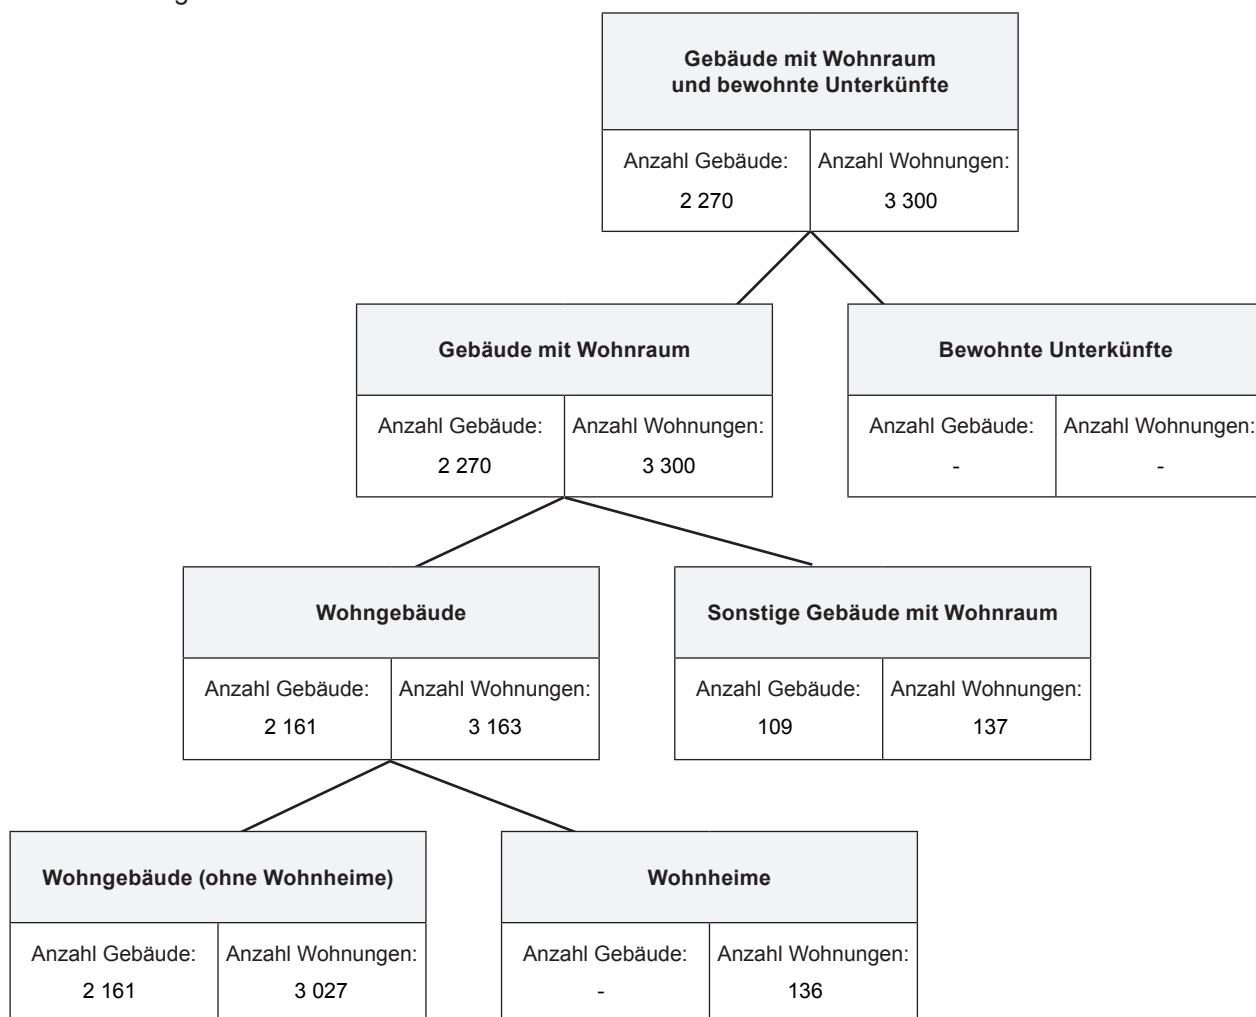 Gebäude mit Wohnraum
und bewohnte Unterkünfte
Anzahl Gebäude: Anzahl Wohnungen:
2 270 3 300
Gebäude mit Wohnraum Bewohnte Unterkünfte
Anzahl Gebäude: Anzahl Wohnungen: Anzahl Gebäude: Anzahl Wohnungen:
2 270 3 300 - -
Wohngebäude Sonstige Gebäude mit Wohnraum
Anzahl Gebäude: Anzahl Wohnungen: Anzahl Gebäude: Anzahl Wohnungen:
2 161 3 163 109 137
Wohngebäude (ohne Wohnheime) Wohnheime
Anzahl Gebäude: Anzahl Wohnungen: Anzahl Gebäude: Anzahl Wohnungen:
2 161 3 027 - 136